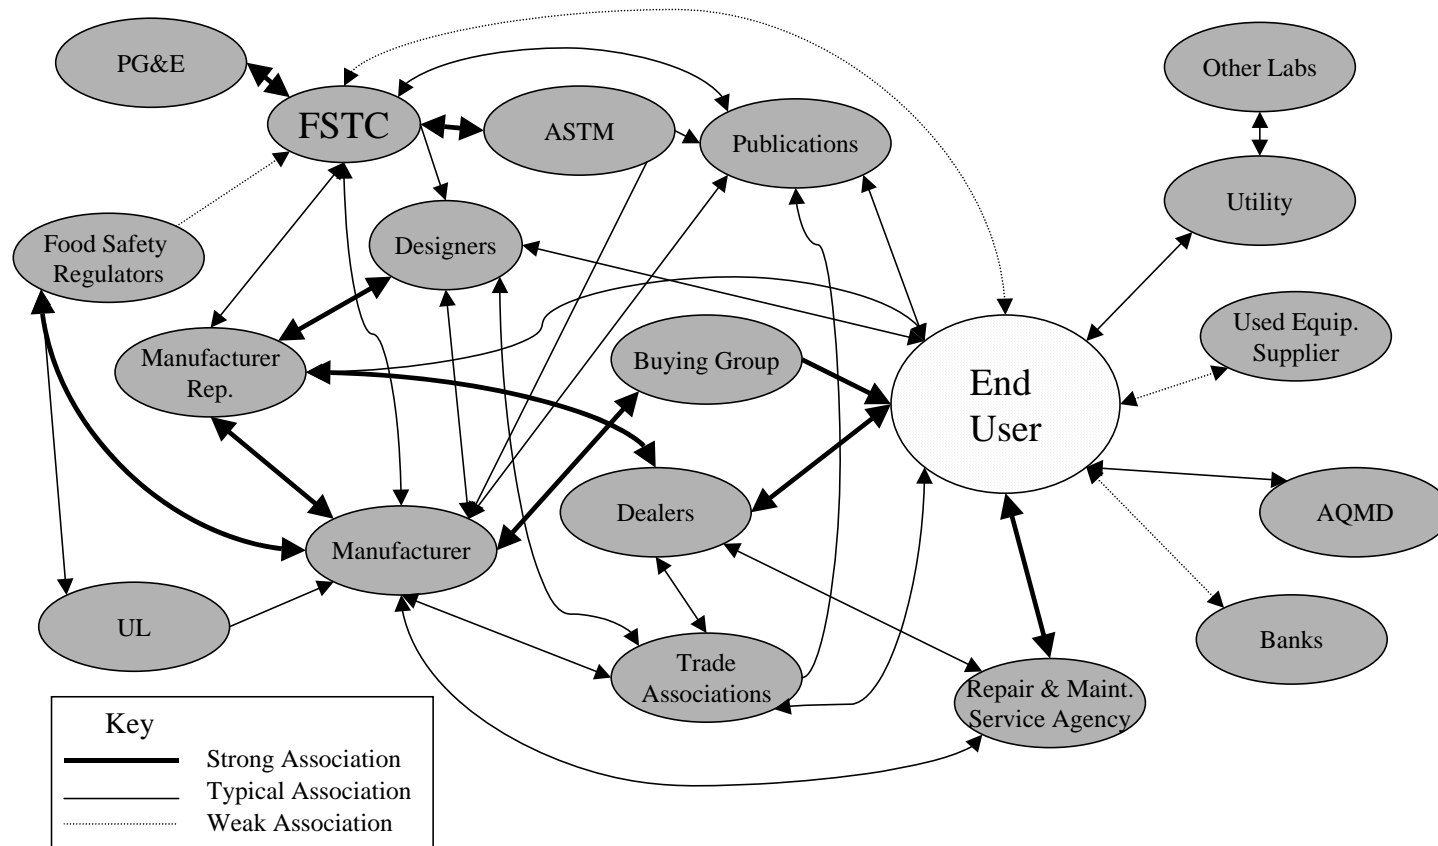 PG&E
FSTC
ASTM
Publications
Other Labs
Utility
Food Safety
Regulators
Designers
Manufacturer
Rep.
Buying Group
End
User
Used Equip.
Supplier
Dealers
AQMD
Manufacturer
UL
Trade
Associations
Repair & Maint.
Service Agency
Banks
Key
Strong Association
Typical Association
Weak Association